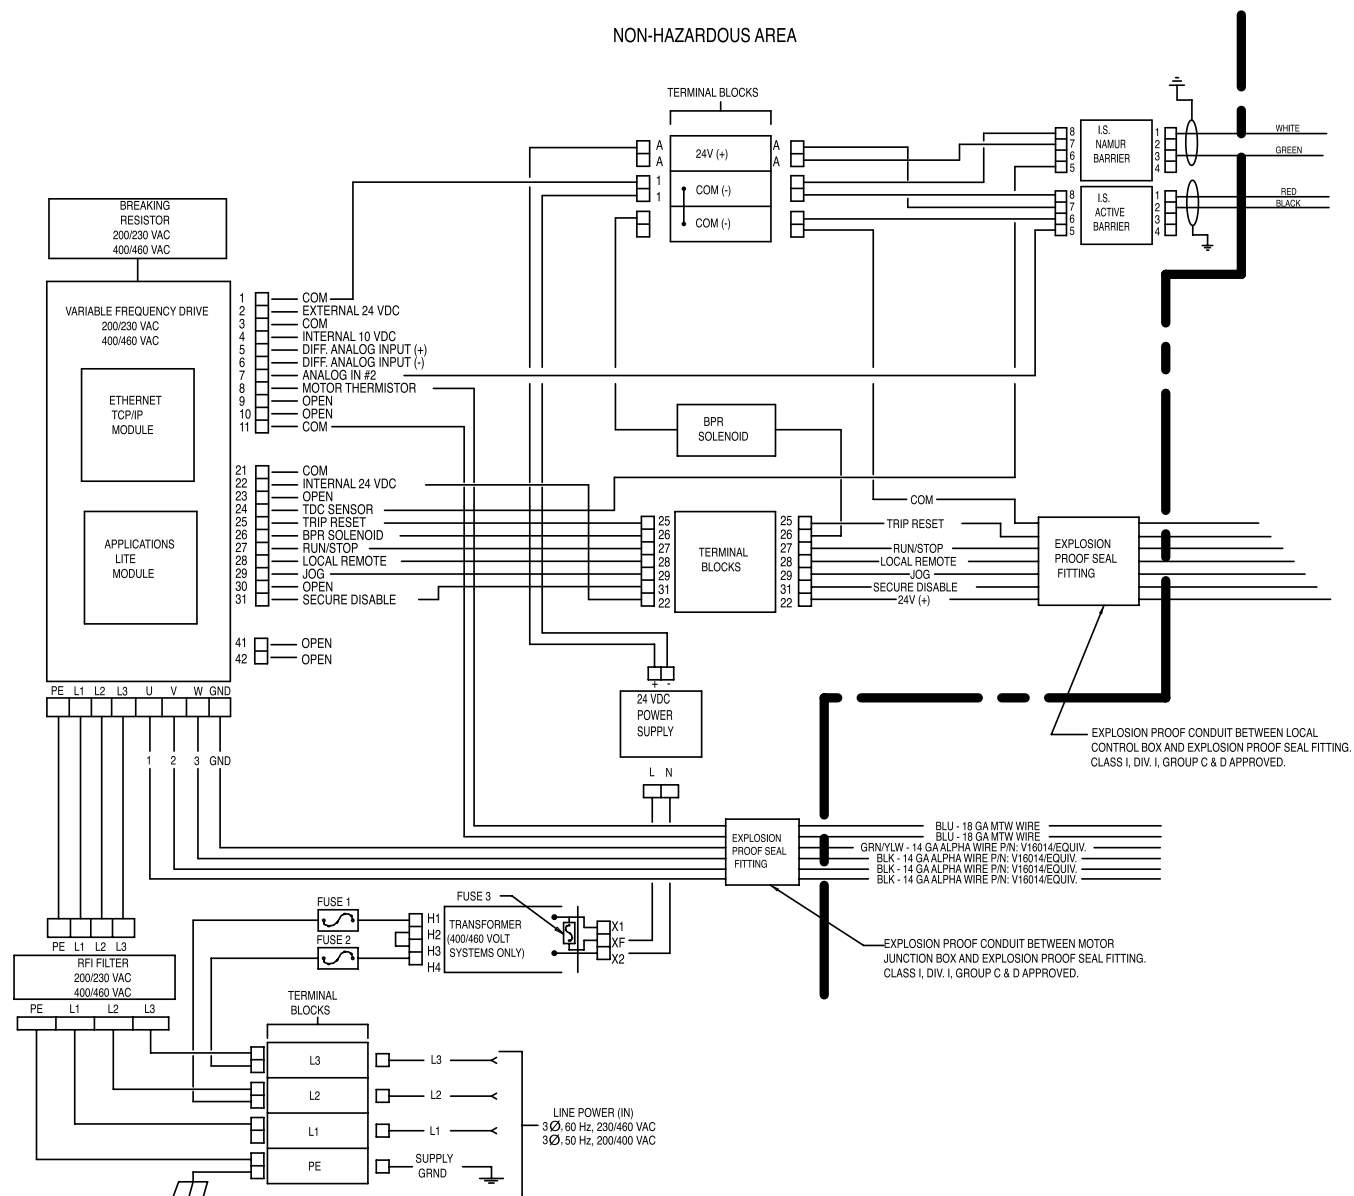 NON-HAZARDOUS AREA
TERMINAL BLOCKS
A
A
24V (+)
A
A
1
1
COM (-)
COM (-)
8
7
6
5
I.S.
NAMUR
BARRIER
1
2
3
4
WHITE
GREEN
8
7
6
5
I.S.
ACTIVE
BARRIER
1
2
3
4
RED
BLACK
BREAKING
RESISTOR
200/230 VAC
400/460 VAC
VARIABLE FREQUENCY DRIVE
200/230 VAC
400/460 VAC
ETHERNET
TCP/IP
MODULE
APPLICATIONS
LITE
MODULE
1 COM
2 EXTERNAL 24 VDC
3 COM
4 INTERNAL 10 VDC
5 DIFF. ANALOG INPUT (+)
6 DIFF. ANALOG INPUT (-)
7 ANALOG IN #2
8 MOTOR THERMISTOR
9 OPEN
10 OPEN
11 COM
21 COM
22 INTERNAL 24 VDC
23 OPEN
24 TDC SENSOR
25 TRIP RESET
26 BPR SOLENOID
27 RUN/STOP
28 LOCAL REMOTE
29 JOG
30 OPEN
31 SECURE DISABLE
41 OPEN
42 OPEN
BPR
SOLENOID
25
26
27
28
29
31
22
TERMINAL
BLOCKS
25
26
27
28
29
31
22
COM
TRIP RESET
RUN/STOP
LOCAL REMOTE
JOG
SECURE DISABLE
24V (+)
EXPLOSION
PROOF SEAL
FITTING
PE L1 L2 L3 U V W GND
1 2 3 GND
+ -
24 VDC
POWER
SUPPLY
L N
EXPLOSION PROOF CONDUIT BETWEEN LOCAL
CONTROL BOX AND EXPLOSION PROOF SEAL FITTING.
CLASS I, DIV. I, GROUP C & D APPROVED.
EXPLOSION
PROOF SEAL
FITTING
BLU - 18 GA MTW WIRE
BLU - 18 GA MTW WIRE
GRN/YLW - 14 GA ALPHA WIRE P/N: V16014/EQUIV.
BLK - 14 GA ALPHA WIRE P/N: V16014/EQUIV.
BLK - 14 GA ALPHA WIRE P/N: V16014/EQUIV.
BLK - 14 GA ALPHA WIRE P/N: V16014/EQUIV.
FUSE 1
FUSE 2
FUSE 3
H1
H2
H3
H4
TRANSFORMER
(400/460 VOLT
SYSTEMS ONLY)
X1
XF
X2
EXPLOSION PROOF CONDUIT BETWEEN MOTOR
JUNCTION BOX AND EXPLOSION PROOF SEAL FITTING.
CLASS I, DIV. I, GROUP C & D APPROVED.
PE L1 L2 L3
RFI FILTER
200/230 VAC
400/460 VAC
PE L1 L2 L3
TERMINAL
BLOCKS
L3
L2
L1
PE
L3
L2
L1
SUPPLY
GRND
LINE POWER (IN)
3Ø, 60 Hz, 230/460 VAC
3Ø, 50 Hz, 200/400 VAC